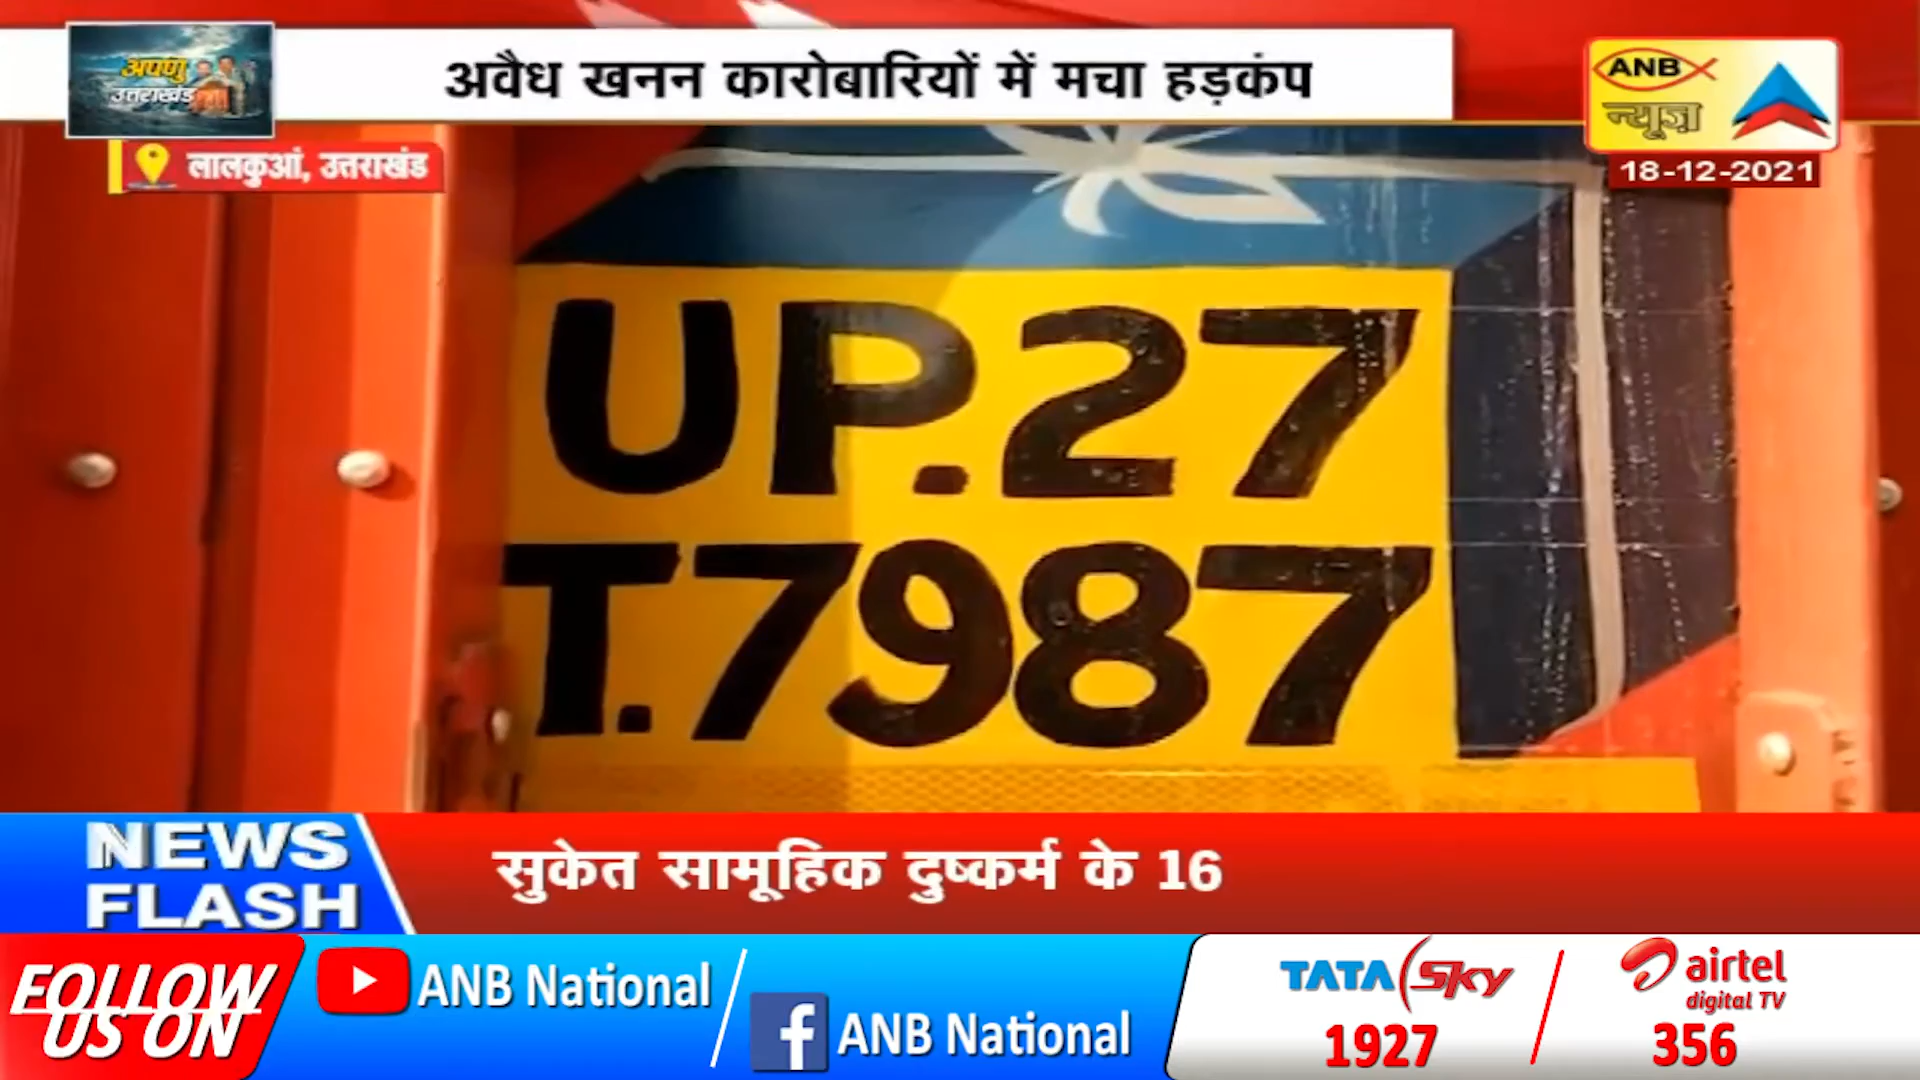 अपणु
उत्तराखंड
अवैध खनन कारोबारियों में मचा हड़कंप
ANB
न्यूज़
18-12-2021
लालकुआं, उत्तराखंड
UP.27
T.7987
NEWS
FLASH
सुकेत सामूहिक दुष्कर्म के 16
FOLLOW
US ON
ANB National
ANB National
TATA Sky
1927
airtel
digital TV
356